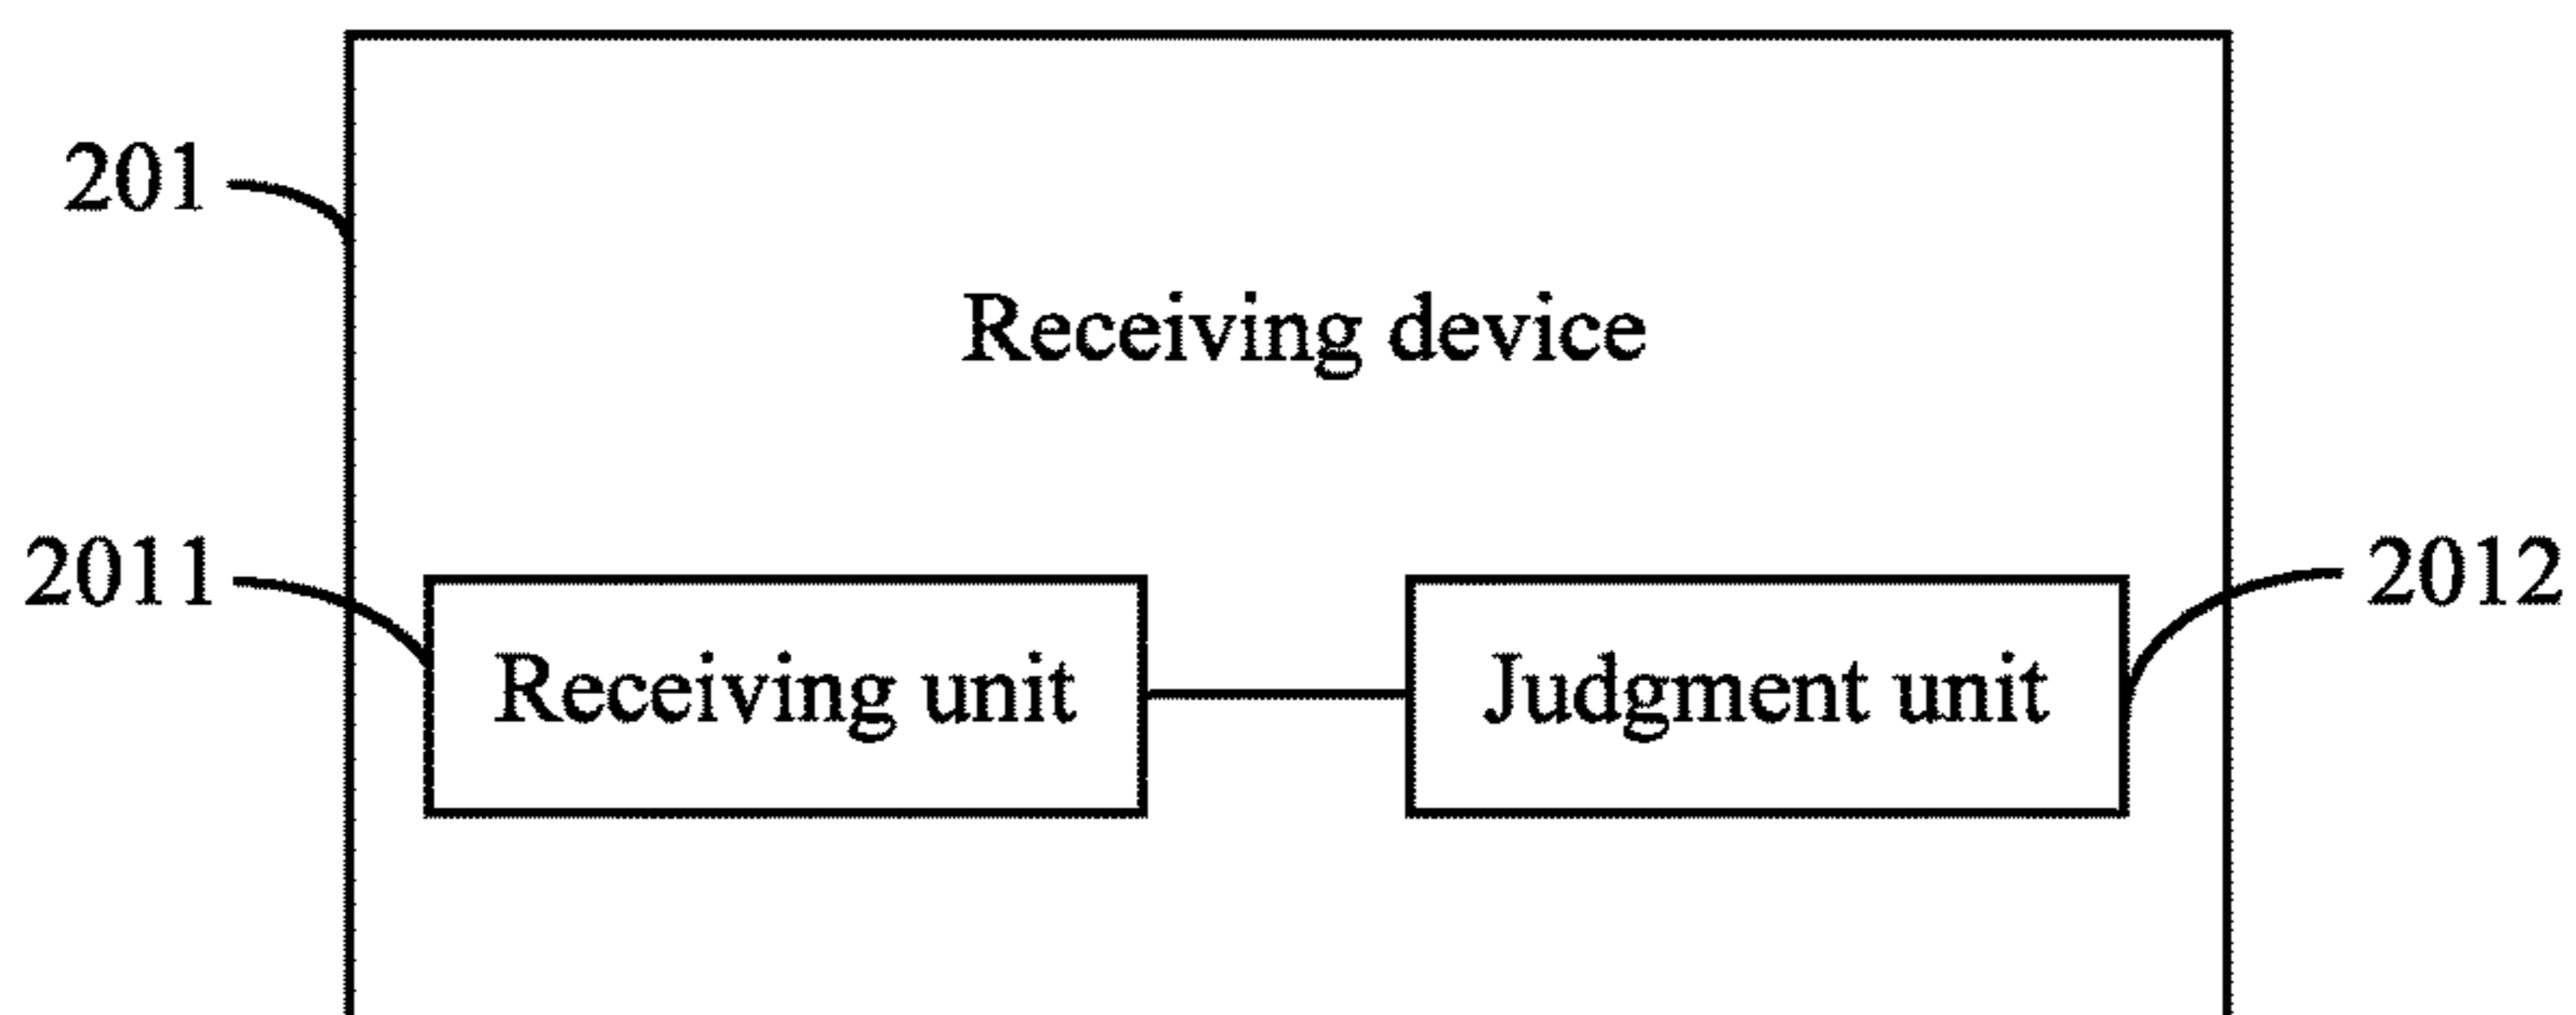 201
Receiving device
2011
Receiving unit
Judgment unit
2012